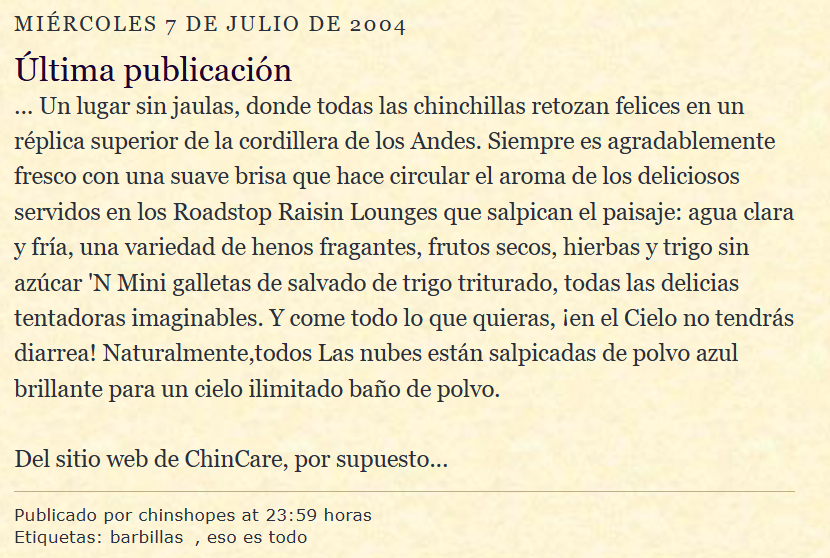 MIÉRCOLES 7 DE JULIO DE 2004
Última publicación
... Un lugar sin jaulas, donde todas las chinchillas retozan felices en un
réplica superior de la cordillera de los Andes. Siempre es agradablemente
fresco con una suave brisa que hace circular el aroma de los deliciosos
servidos en los Roadstop Raisin Lounges que salpican el paisaje: agua clara
y fría, una variedad de henos fragantes, frutos secos, hierbas y trigo sin
azúcar 'N Mini galletas de salvado de trigo triturado, todas las delicias
tentadoras imaginables. Y come todo lo que quieras, ¡en el Cielo no tendrás
diarrea! Naturalmente,todos Las nubes están salpicadas de polvo azul
brillante para un cielo ilimitado baño de polvo.
Del sitio web de ChinCare, por supuesto...
Publicado por chinshopes at 23:59 horas
Etiquetas: barbillas , eso es todo